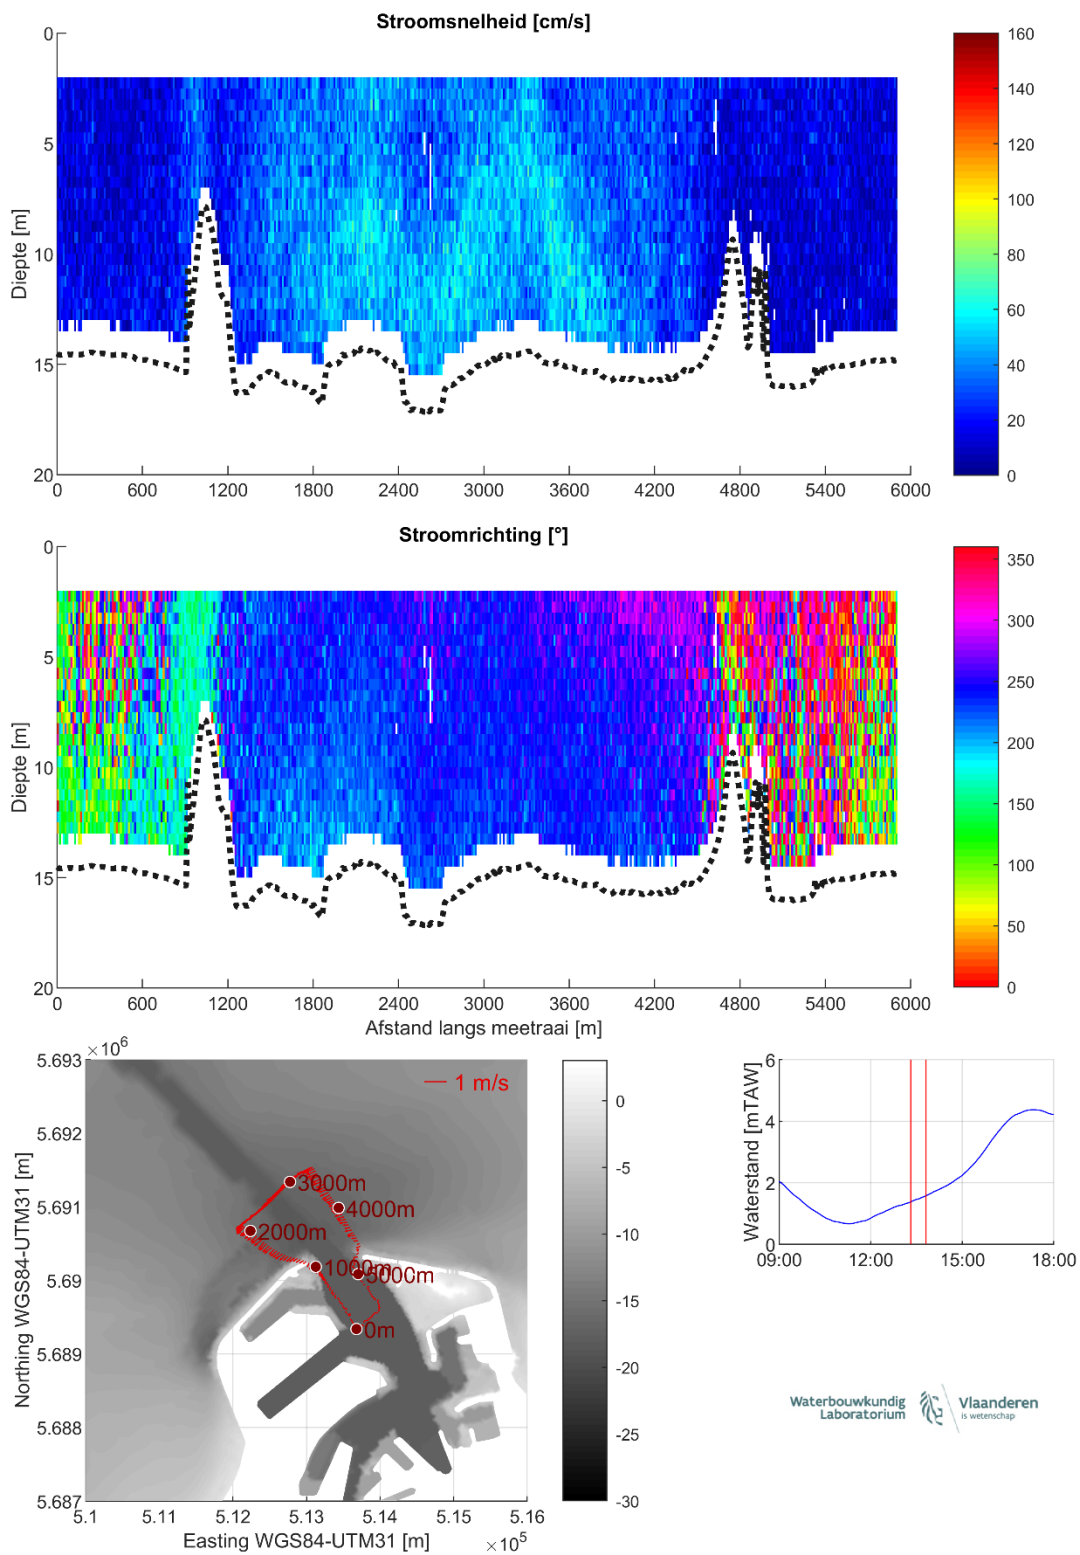 Stroomsnelheid [cm/s]
0
5
10
15
20
Diepte [m]
0 600 1200 1800 2400 3000 3600 4200 4800 5400 6000
160
140
120
100
80
60
40
20
0
Stroomrichting [°]
0
5
10
15
20
Diepte [m]
0 600 1200 1800 2400 3000 3600 4200 4800 5400 6000
Afstand langs meetraai [m]
350
300
250
200
150
100
50
0
×10⁶
5.693
5.692
5.691
5.69
5.689
5.688
5.687
Northing WGS84-UTM31 [m]
1 m/s
3000m
4000m
2000m
1000m
5000m
0m
5.1 5.11 5.12 5.13 5.14 5.15 5.16
Easting WGS84-UTM31 [m]
×10⁵
0
-5
-10
-15
-20
-25
-30
Waterstand [mTAW]
6
4
2
0
09:00 12:00 15:00 18:00
Waterbouwkundig
Laboratorium
Vlaanderen
is wetenschap